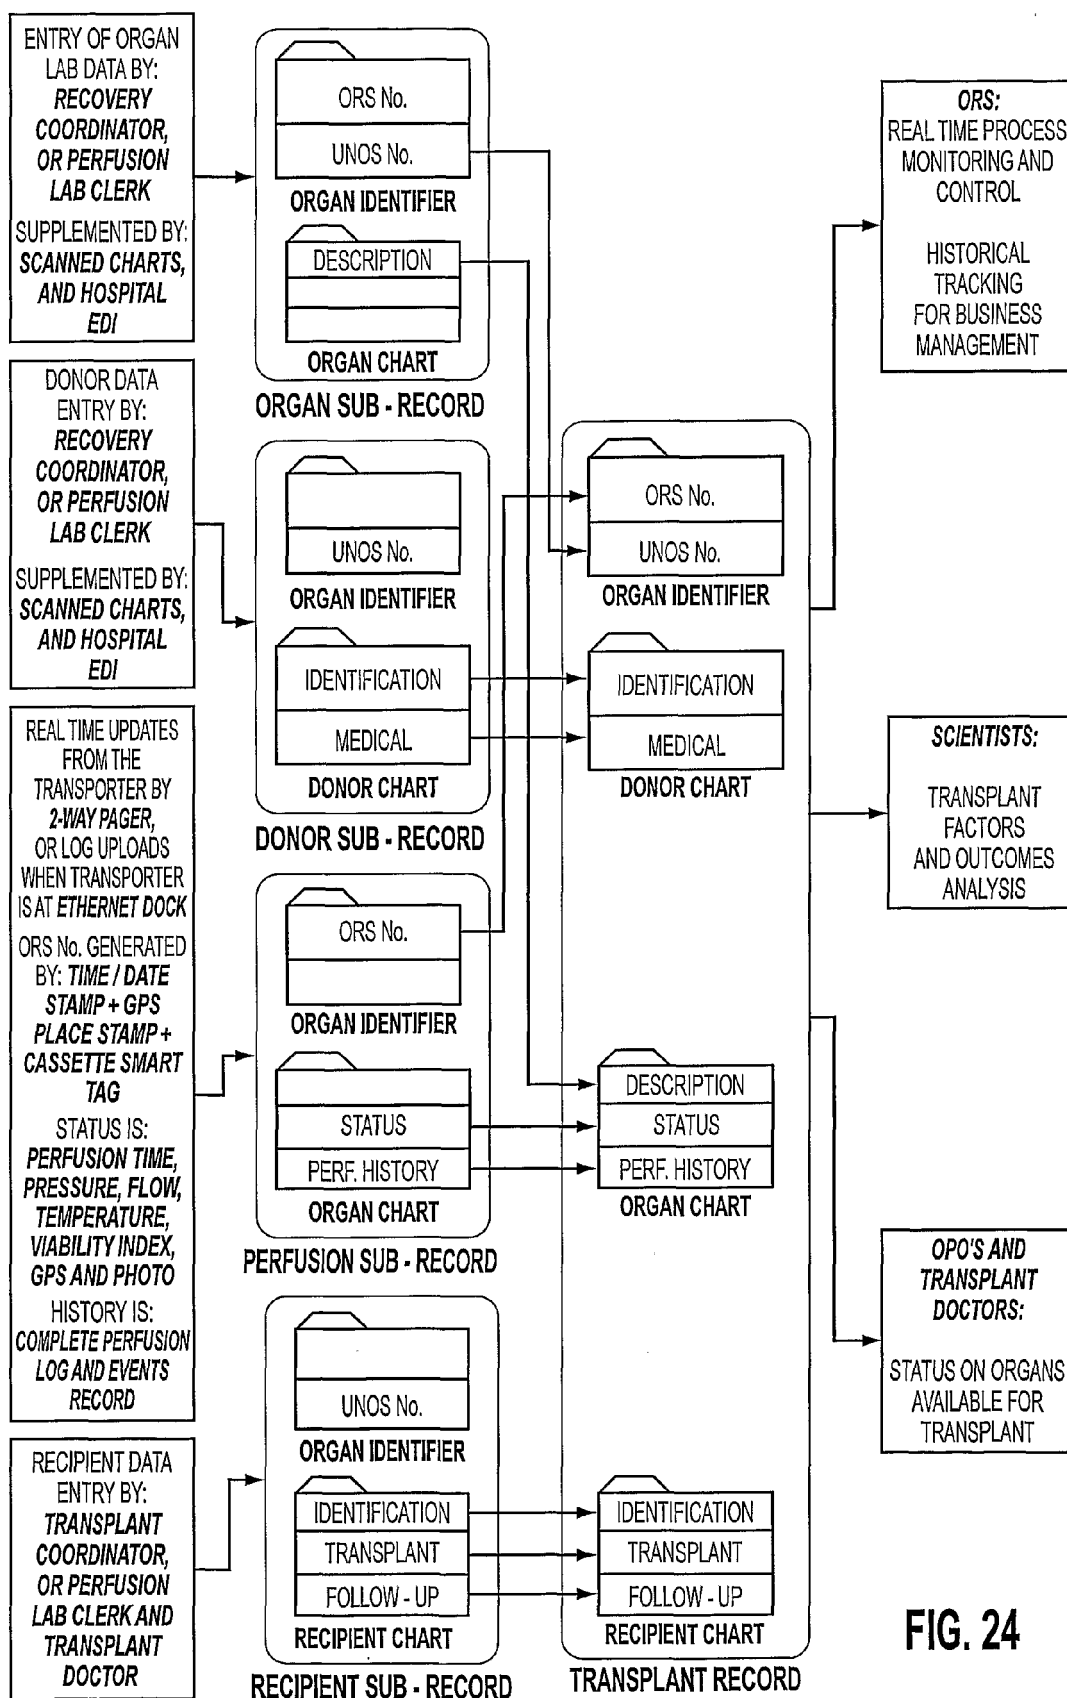 ENTRY OF ORGAN
LAB DATA BY:
RECOVERY
COORDINATOR,
OR PERFUSION
LAB CLERK
SUPPLEMENTED BY:
SCANNED CHARTS,
AND HOSPITAL
EDI
DONOR DATA
ENTRY BY:
RECOVERY
COORDINATOR,
OR PERFUSION
LAB CLERK
SUPPLEMENTED BY:
SCANNED CHARTS,
AND HOSPITAL
EDI
REAL TIME UPDATES
FROM THE
TRANSPORTER BY
2-WAY PAGER,
OR LOG UPLOADS
WHEN TRANSPORTER
IS AT ETHERNET DOCK
ORS No. GENERATED
BY: TIME / DATE
STAMP + GPS
PLACE STAMP +
CASSETTE SMART
TAG
STATUS IS:
PERFUSION TIME,
PRESSURE, FLOW,
TEMPERATURE,
VIABILITY INDEX,
GPS AND PHOTO
HISTORY IS:
COMPLETE PERFUSION
LOG AND EVENTS
RECORD
RECIPIENT DATA
ENTRY BY:
TRANSPLANT
COORDINATOR,
OR PERFUSION
LAB CLERK AND
TRANSPLANT
DOCTOR
ORS No.
UNOS No.
ORGAN IDENTIFIER
DESCRIPTION
ORGAN CHART
ORGAN SUB - RECORD
UNOS No.
ORGAN IDENTIFIER
IDENTIFICATION
MEDICAL
DONOR CHART
DONOR SUB - RECORD
ORS No.
ORGAN IDENTIFIER
STATUS
PERF. HISTORY
ORGAN CHART
PERFUSION SUB - RECORD
UNOS No.
ORGAN IDENTIFIER
IDENTIFICATION
TRANSPLANT
FOLLOW - UP
RECIPIENT CHART
RECIPIENT SUB - RECORD
ORS No.
UNOS No.
ORGAN IDENTIFIER
IDENTIFICATION
MEDICAL
DONOR CHART
DESCRIPTION
STATUS
PERF. HISTORY
ORGAN CHART
IDENTIFICATION
TRANSPLANT
FOLLOW - UP
RECIPIENT CHART
TRANSPLANT RECORD
ORS:
REAL TIME PROCESS
MONITORING AND
CONTROL
HISTORICAL
TRACKING
FOR BUSINESS
MANAGEMENT
SCIENTISTS:
TRANSPLANT
FACTORS
AND OUTCOMES
ANALYSIS
OPO'S AND
TRANSPLANT
DOCTORS:
STATUS ON ORGANS
AVAILABLE FOR
TRANSPLANT
FIG. 24